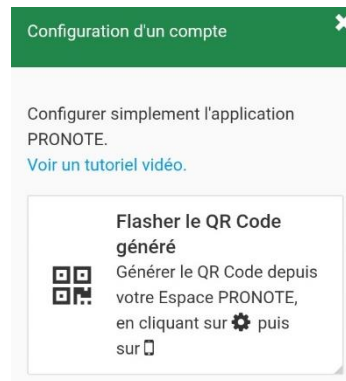 Configuration d'un compte
Configurer simplement l'application
PRONOTE.
Voir un tutoriel vidéo.
Flasher le QR Code
généré
Générer le QR Code depuis
votre Espace PRONOTE,
en cliquant sur puis
sur